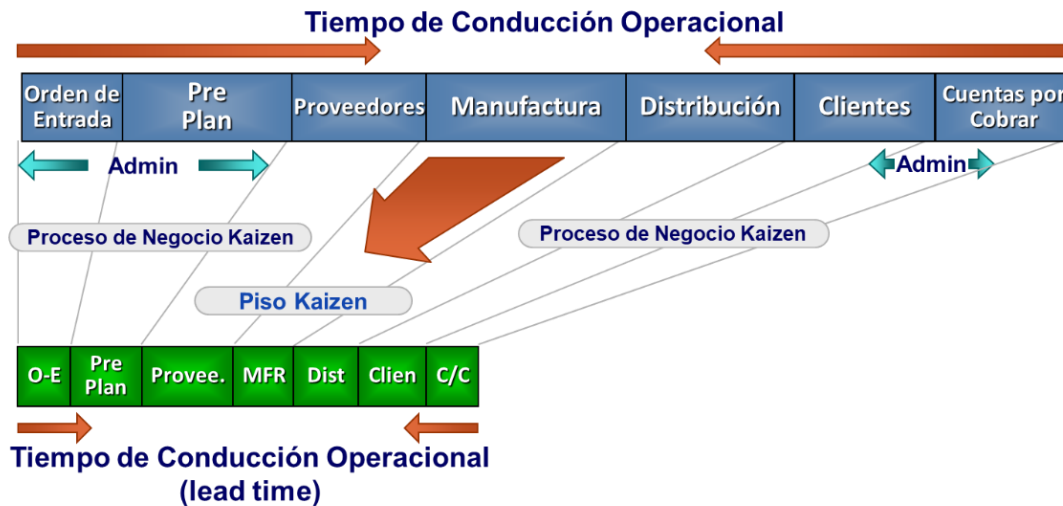 Tiempo de Conducción Operacional
Orden de
Entrada
Pre
Plan
Proveedores
Manufactura
Distribución
Clientes
Cuentas por
Cobrar
Admin
Admin
Proceso de Negocio Kaizen
Proceso de Negocio Kaizen
Piso Kaizen
O-E
Pre
Plan
Provee.
MFR
Dist
Clien
C/C
Tiempo de Conducción Operacional
(lead time)